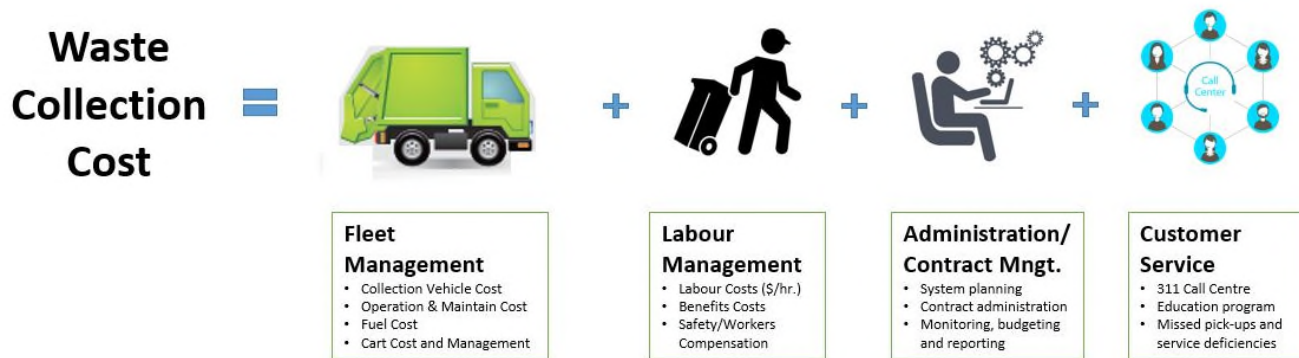 Waste
Collection
Cost
=
+
+
+
Call
Center
Fleet
Management
• Collection Vehicle Cost
• Operation & Maintain Cost
• Fuel Cost
• Cart Cost and Management
Labour
Management
• Labour Costs ($/hr.)
• Benefits Costs
• Safety/Workers
Compensation
Administration/
Contract Mngt.
• System planning
• Contract administration
• Monitoring, budgeting
and reporting
Customer
Service
• 311 Call Centre
• Education program
• Missed pick-ups and
service deficiencies